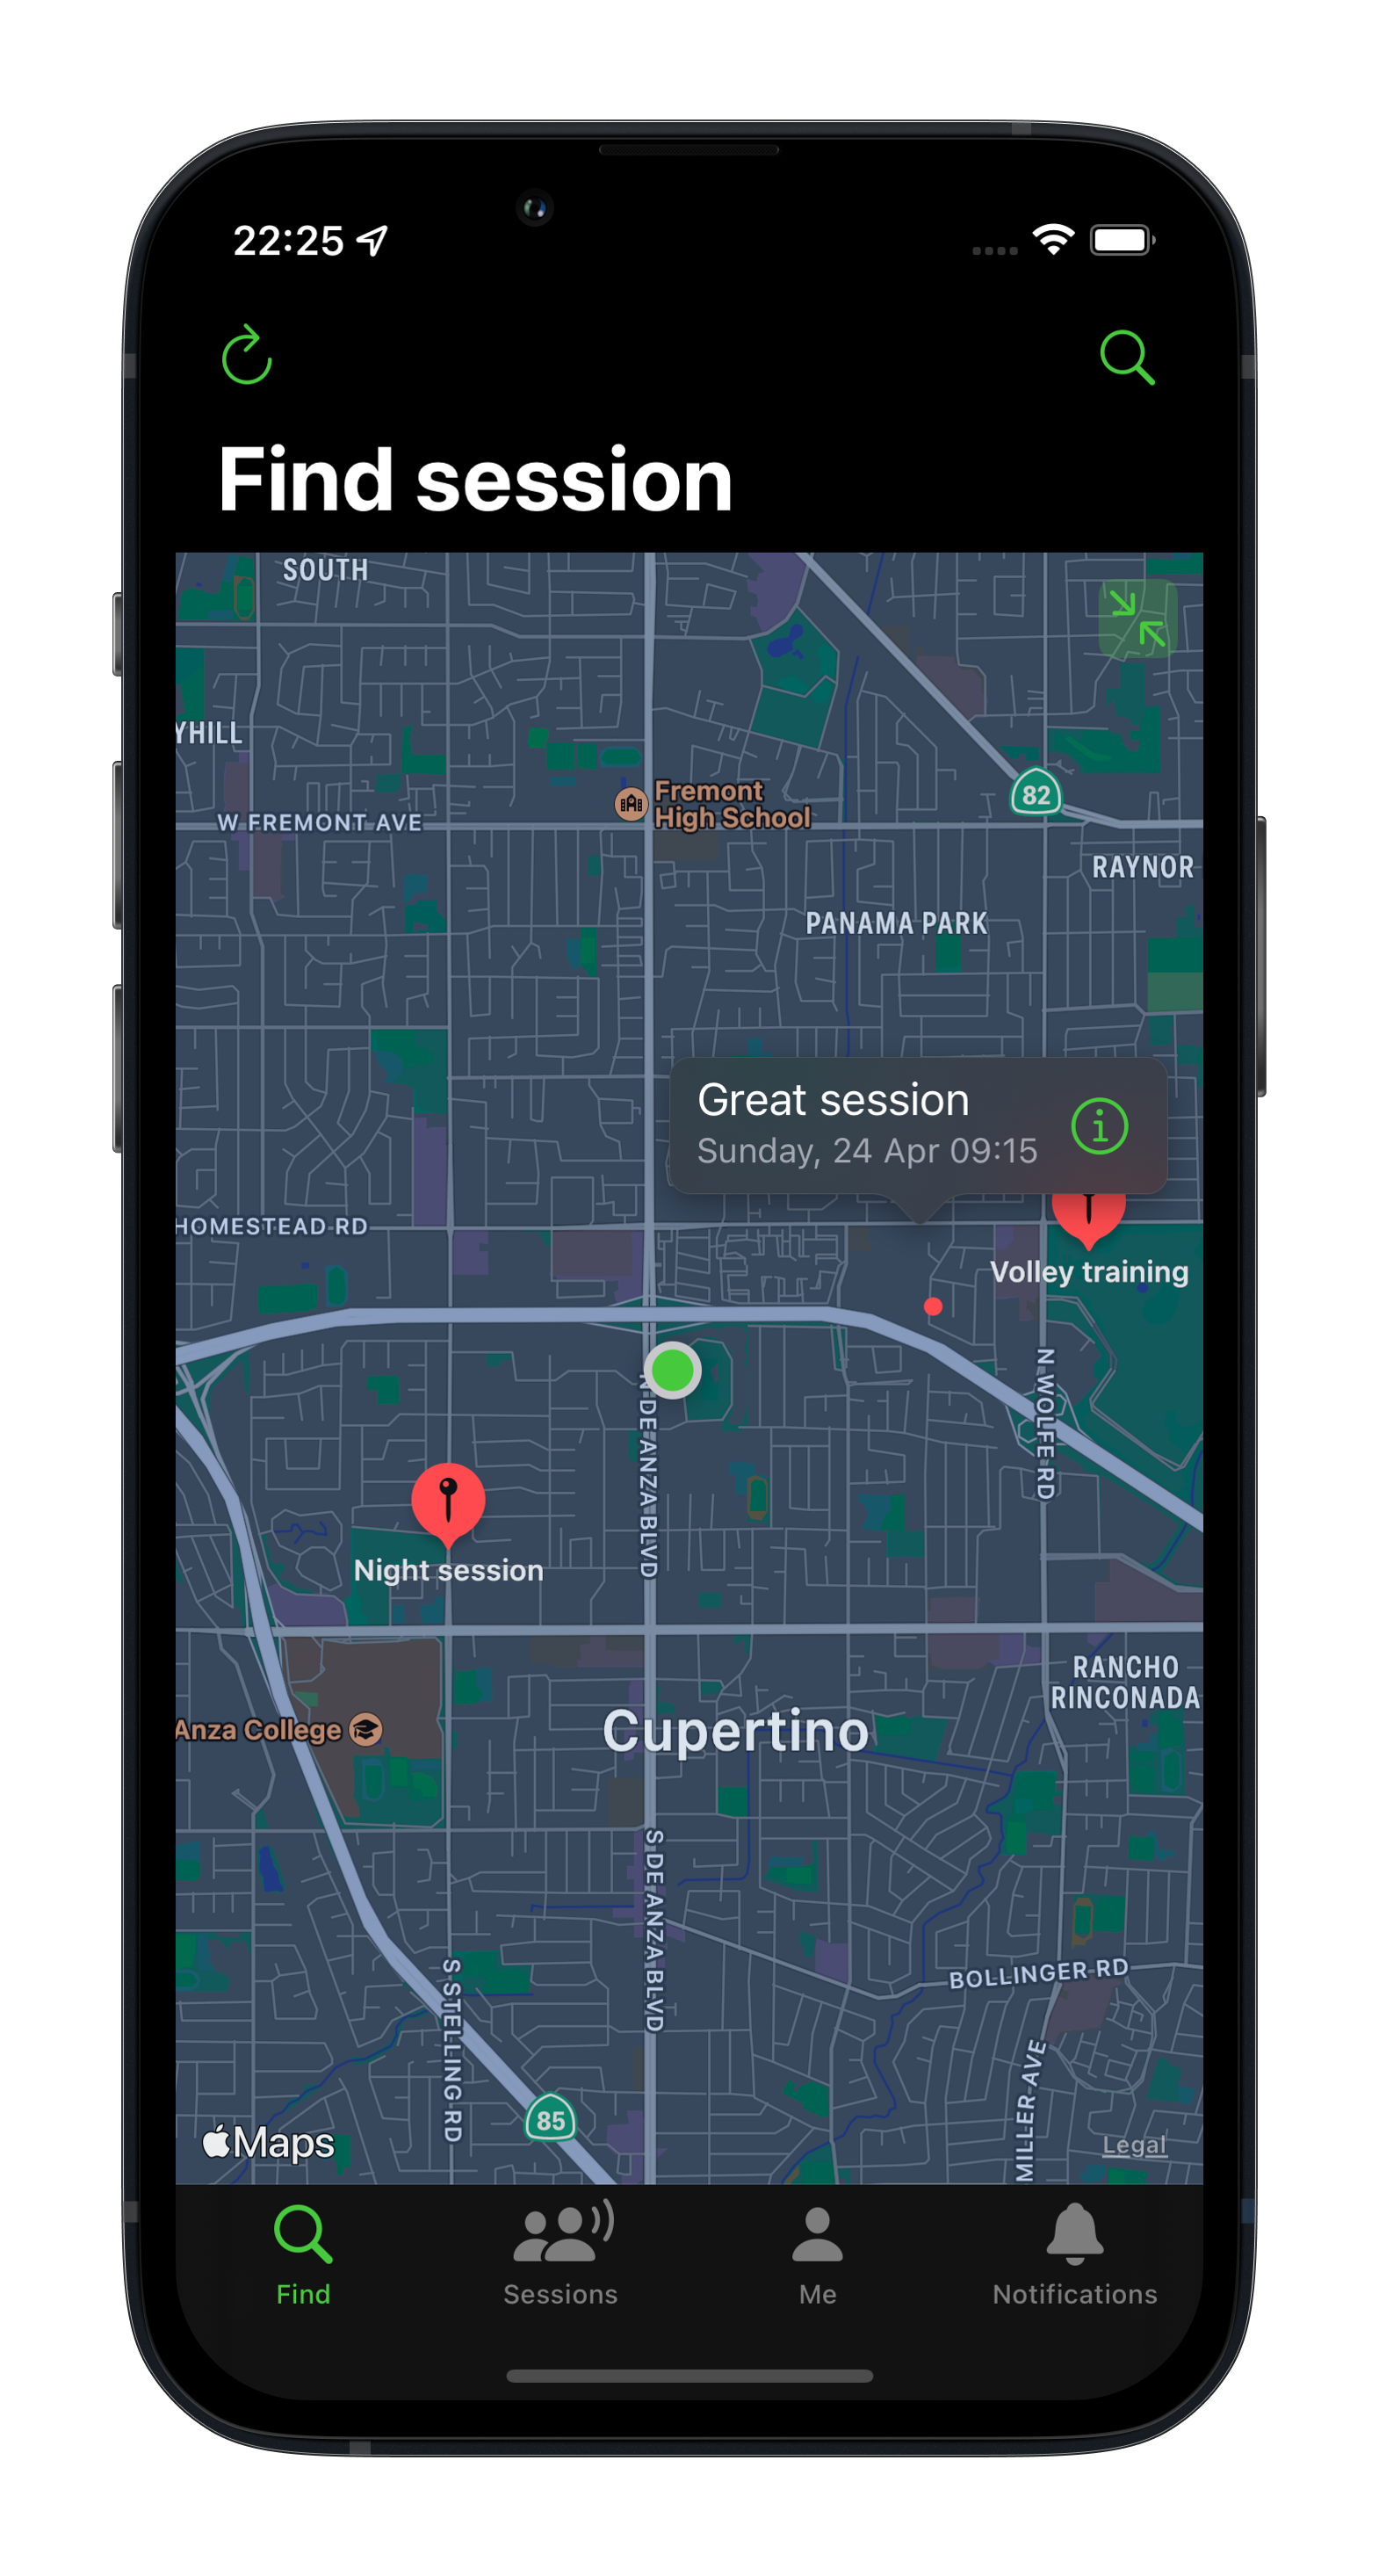 22:25
Find session
SOUTH
YHILL
Fremont
High School
82
W FREMONT AVE
RAYNOR
PANAMA PARK
Great session
Sunday, 24 Apr 09:15
HOMESTEAD RD
Volley training
N WOLFE RD
N DE ANZA BLVD
Night session
RANCHO
RINCONADA
Anza College
Cupertino
S DE ANZA BLVD
BOLLINGER RD
S STELLING RD
MILLER AVE
85
Maps
Legal
Find
Sessions
Me
Notifications